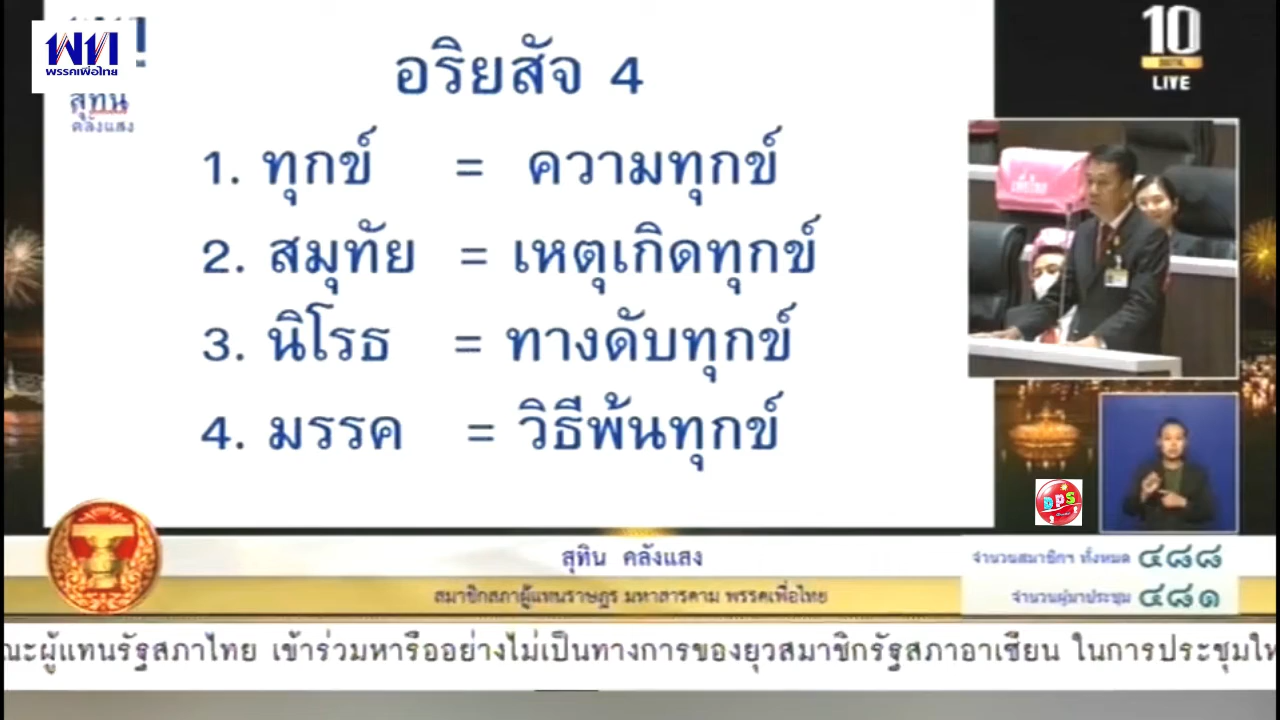 พท
พรรคเพื่อไทย
สุทิน
คลังแสง
อริยสัจ 4
1. ทุกข์ = ความทุกข์
2. สมุทัย = เหตุเกิดทุกข์
3. นิโรธ = ทางดับทุกข์
4. มรรค = วิธีพ้นทุกข์
10
DIGITAL
LIVE
เพื่อไทย
DPS
สุทิน คลังแสง
สมาชิกสภาผู้แทนราษฎร มหาสารคาม พรรคเพื่อไทย
จำนวนสมาชิกฯ ทั้งหมด ๔๘๘
จำนวนผู้มาประชุม ๔๘๑
ณะผู้แทนรัฐสภาไทย เข้าร่วมหารืออย่างไม่เป็นทางการของยุวสมาชิกรัฐสภาอาเซียน ในการประชุมให